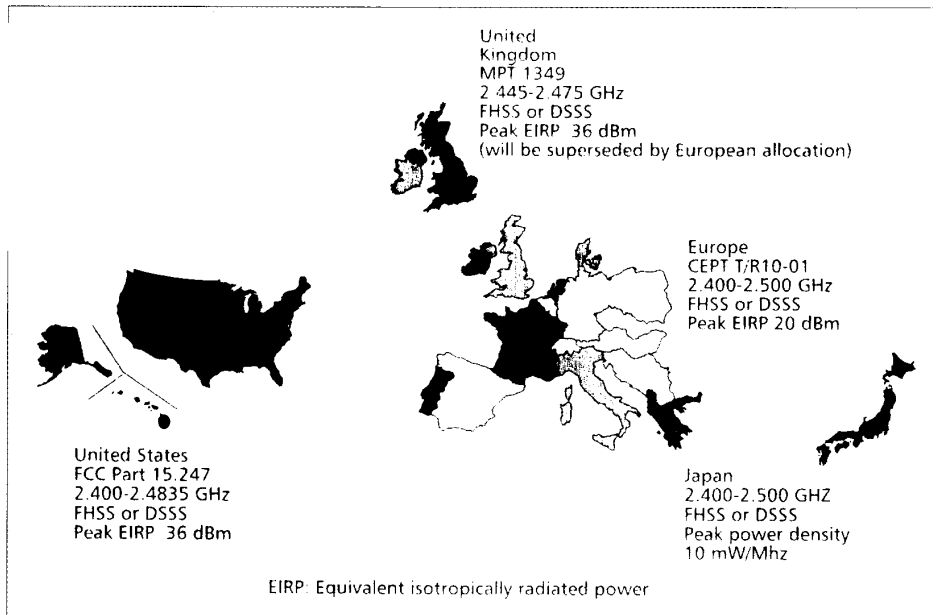 United
Kingdom
MPT 1349
2 445-2.475 GHz
FHSS or DSSS
Peak EIRP 36 dBm
(will be superseded by European allocation)
Europe
CEPT T/R10-01
2.400-2.500 GHz
FHSS or DSSS
Peak EIRP 20 dBm
United States
FCC Part 15.247
2.400-2.4835 GHz
FHSS or DSSS
Peak EIRP 36 dBm
Japan
2.400-2.500 GHZ
FHSS or DSSS
Peak power density
10 mW/Mhz
EIRP: Equivalent isotropically radiated power